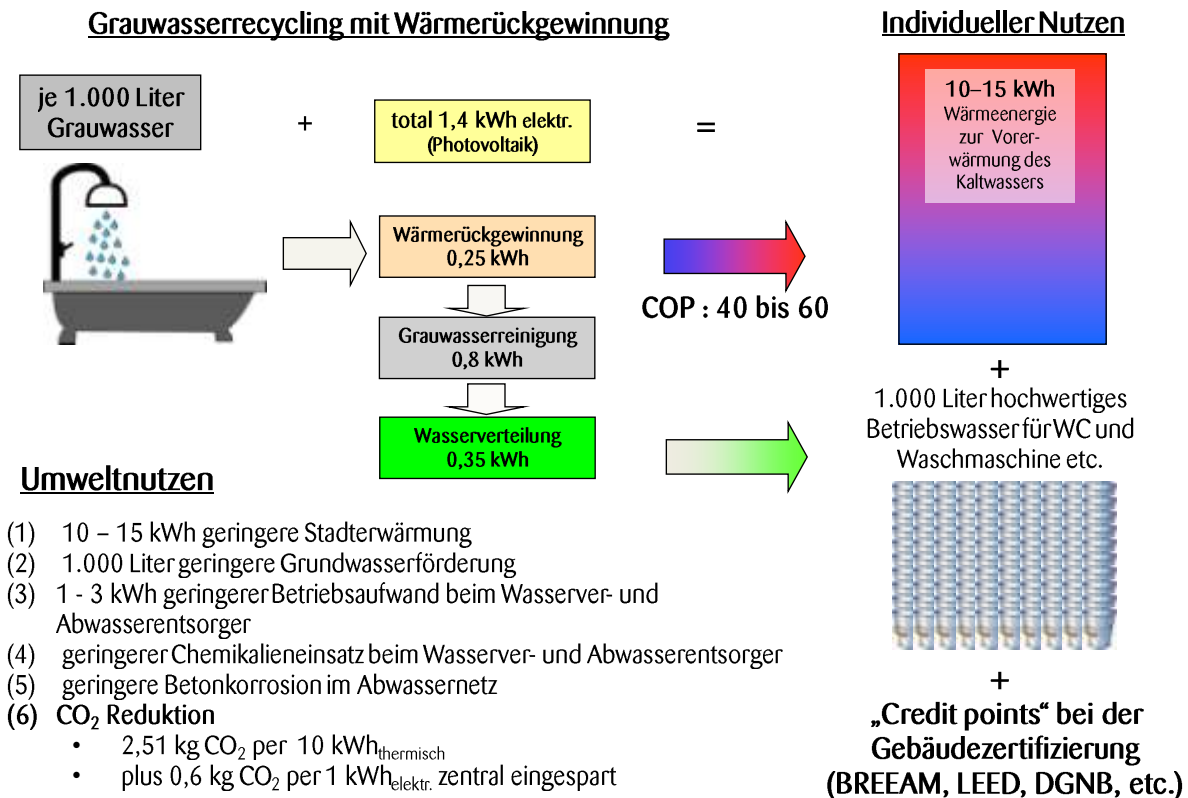 Grauwasserrecycling mit Wärmerückgewinnung
Individueller Nutzen
je 1.000 Liter
Grauwasser
+
total 1,4 kWh elektr.
(Photovoltaik)
=
10–15 kWh
Wärmeenergie
zur Vorer-
wärmung des
Kaltwassers
Wärmerückgewinnung
0,25 kWh
COP : 40 bis 60
Grauwasserreinigung
0,8 kWh
Wasserverteilung
0,35 kWh
+
1.000 Liter hochwertiges
Betriebswasser für WC und
Waschmaschine etc.
+
„Credit points“ bei der
Gebäudezertifizierung
(BREEAM, LEED, DGNB, etc.)
Umweltnutzen
(1) 10 – 15 kWh geringere Stadterwärmung
(2) 1.000 Liter geringere Grundwasserförderung
(3) 1 - 3 kWh geringerer Betriebsaufwand beim Wasserver- und
Abwasserentsorger
(4) geringerer Chemikalieneinsatz beim Wasserver- und Abwasserentsorger
(5) geringere Betonkorrosion im Abwassernetz
(6) CO₂ Reduktion
• 2,51 kg CO₂ per 10 kWhthermisch
• plus 0,6 kg CO₂ per 1 kWhelektr. zentral eingespart